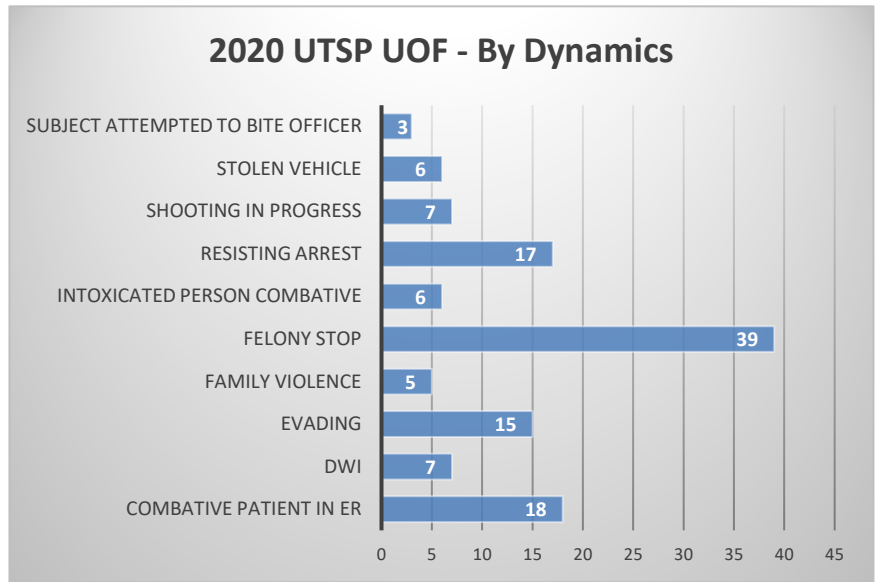 2020 UTSP UOF - By Dynamics
SUBJECT ATTEMPTED TO BITE OFFICER 3
STOLEN VEHICLE 6
SHOOTING IN PROGRESS 7
RESISTING ARREST 17
INTOXICATED PERSON COMBATIVE 6
FELONY STOP 39
FAMILY VIOLENCE 5
EVADING 15
DWI 7
COMBATIVE PATIENT IN ER 18
0 5 10 15 20 25 30 35 40 45